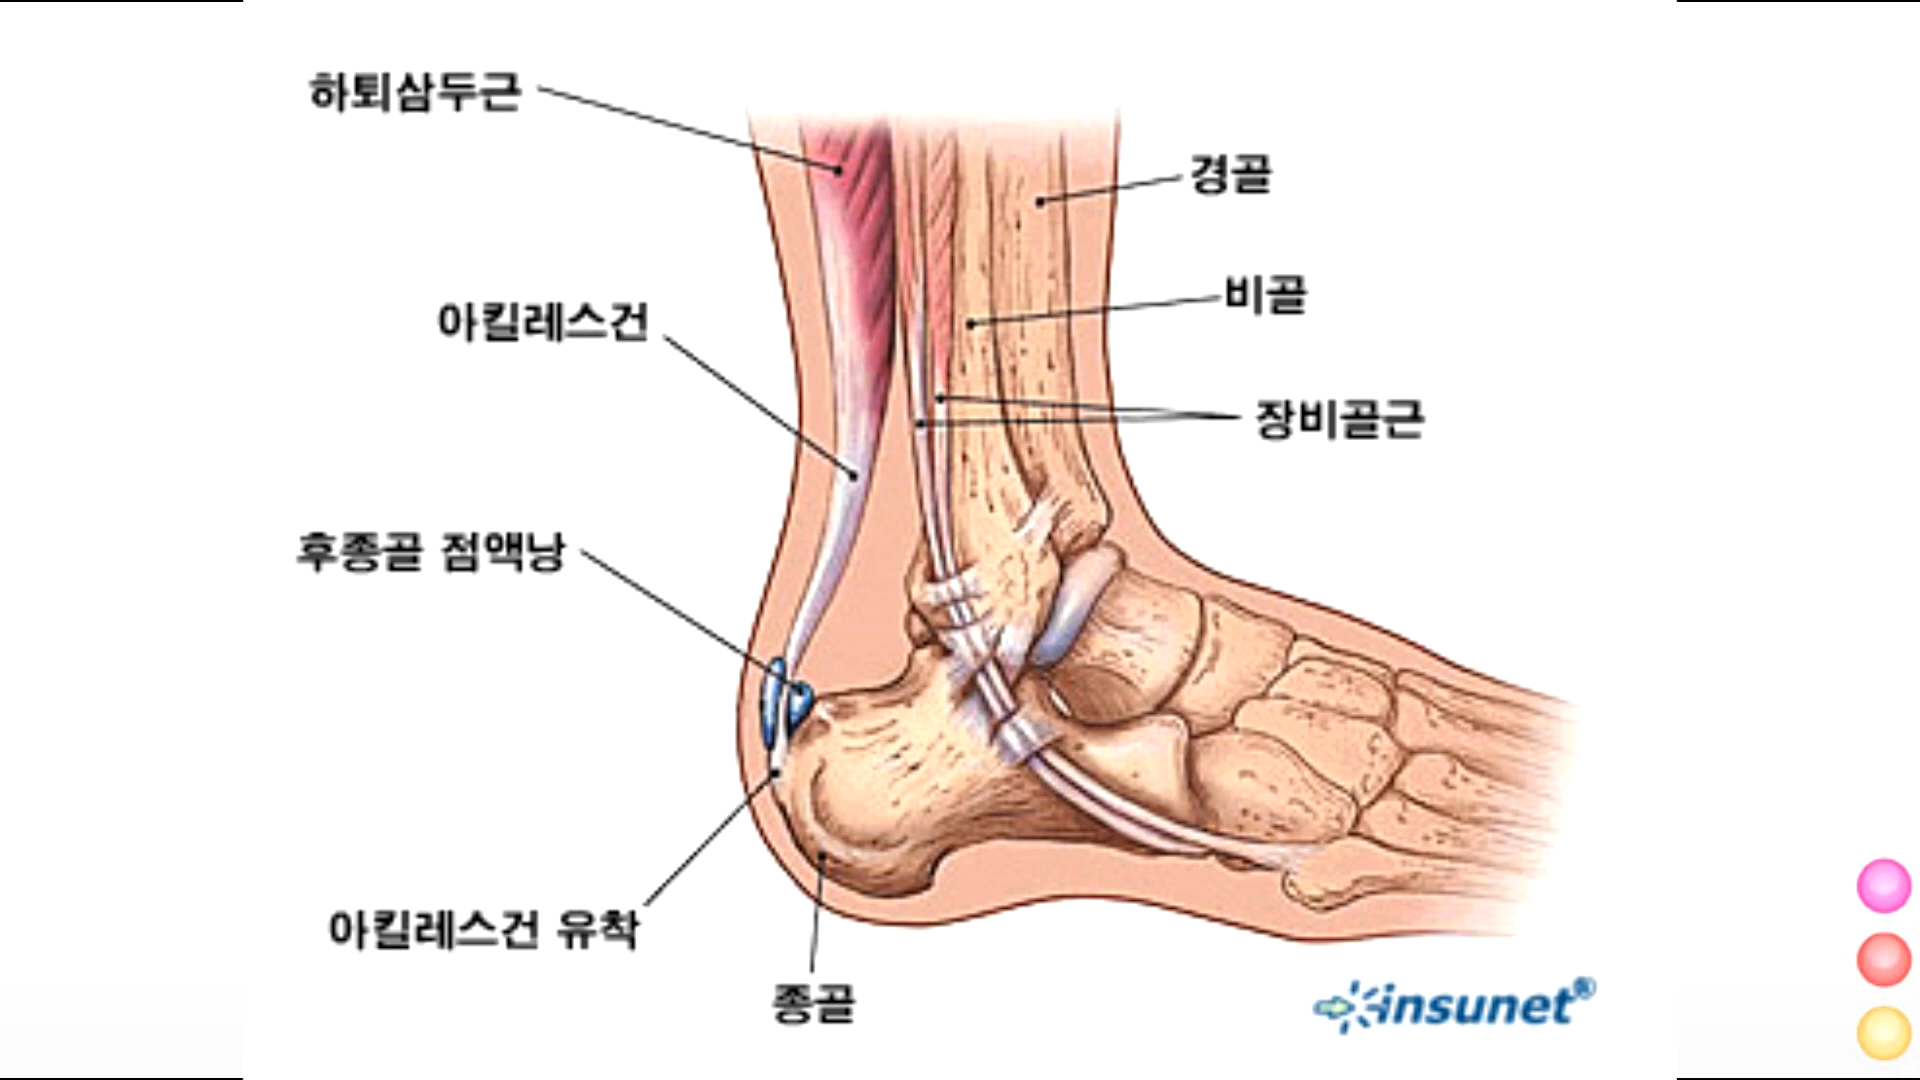 하퇴삼두근
경골
비골
아킬레스건
장비골근
후종골 점액낭
아킬레스건 유착
종골
insunet®